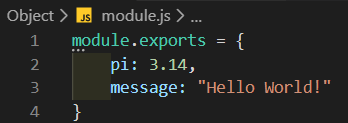 Object > JS module.js > ...
1 module.exports = {
2     pi: 3.14,
3     message: "Hello World!"
4 }